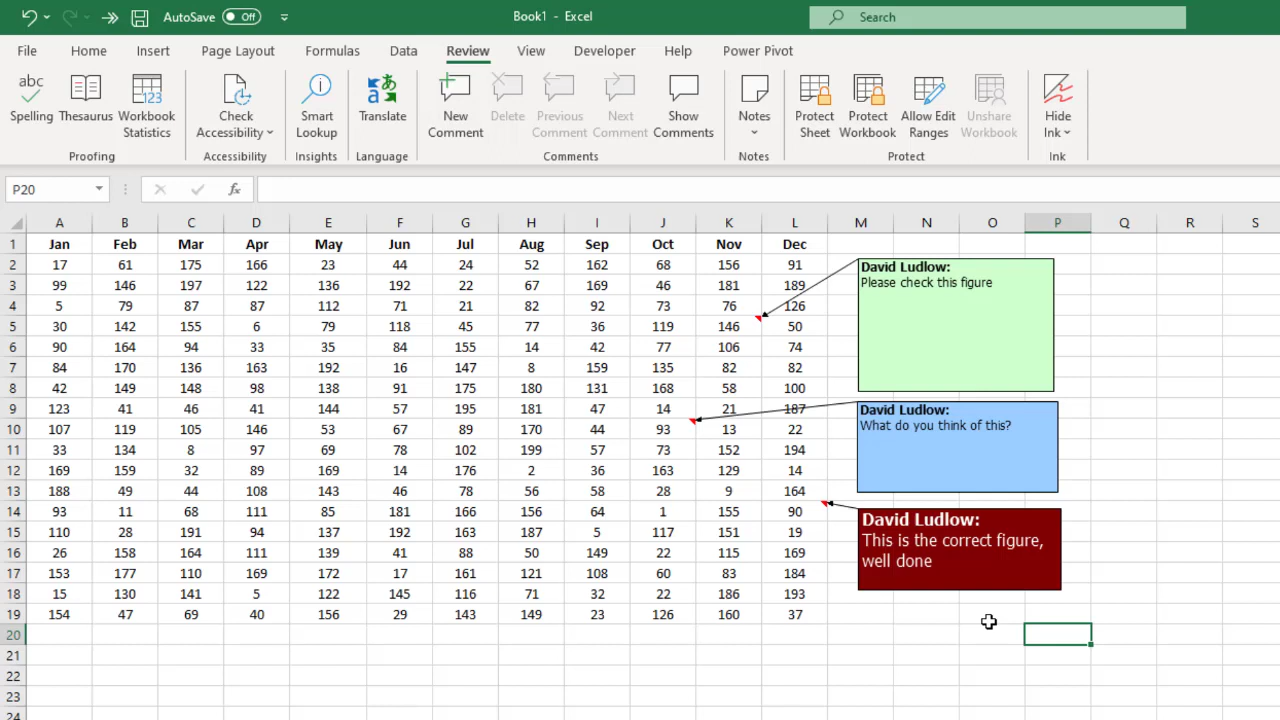 AutoSave Off Book1 - Excel Search
File Home Insert Page Layout Formulas Data Review View Developer Help Power Pivot
abc 123
Spelling Thesaurus Workbook Statistics Check Accessibility Smart Lookup Translate New Comment Delete Previous Comment Next Comment Show Comments Notes Protect Sheet Protect Workbook Allow Edit Ranges Unshare Workbook Hide Ink
Proofing Accessibility Insights Language Comments Notes Protect Ink
P20 fx
A B C D E F G H I J K L M N O P Q R S
1 Jan Feb Mar Apr May Jun Jul Aug Sep Oct Nov Dec
2 17 61 175 166 23 44 24 52 162 68 156 91
3 99 146 197 122 136 192 22 67 169 46 181 189
4 5 79 87 87 112 71 21 82 92 73 76 126
5 30 142 155 6 79 118 45 77 36 119 146 50
6 90 164 94 33 35 84 155 14 42 77 106 74
7 84 170 136 163 192 16 147 8 159 135 82 82
8 42 149 148 98 138 91 175 180 131 168 58 100
9 123 41 46 41 144 57 195 181 47 14 21 187
10 107 119 105 146 53 67 89 170 44 93 13 22
11 33 134 8 97 69 78 102 199 57 73 152 194
12 169 159 32 89 169 14 176 2 36 163 129 14
13 188 49 44 108 143 46 78 56 58 28 9 164
14 93 11 68 111 85 181 166 156 64 1 155 90
15 110 28 191 94 137 192 163 187 5 117 151 19
16 26 158 164 111 139 41 88 50 149 22 115 169
17 153 177 110 169 172 17 161 121 108 60 83 184
18 15 130 141 5 122 145 116 71 32 22 186 193
19 154 47 69 40 156 29 143 149 23 126 160 37
20
21
22
23
24
David Ludlow:
Please check this figure
David Ludlow:
What do you think of this?
David Ludlow:
This is the correct figure,
well done